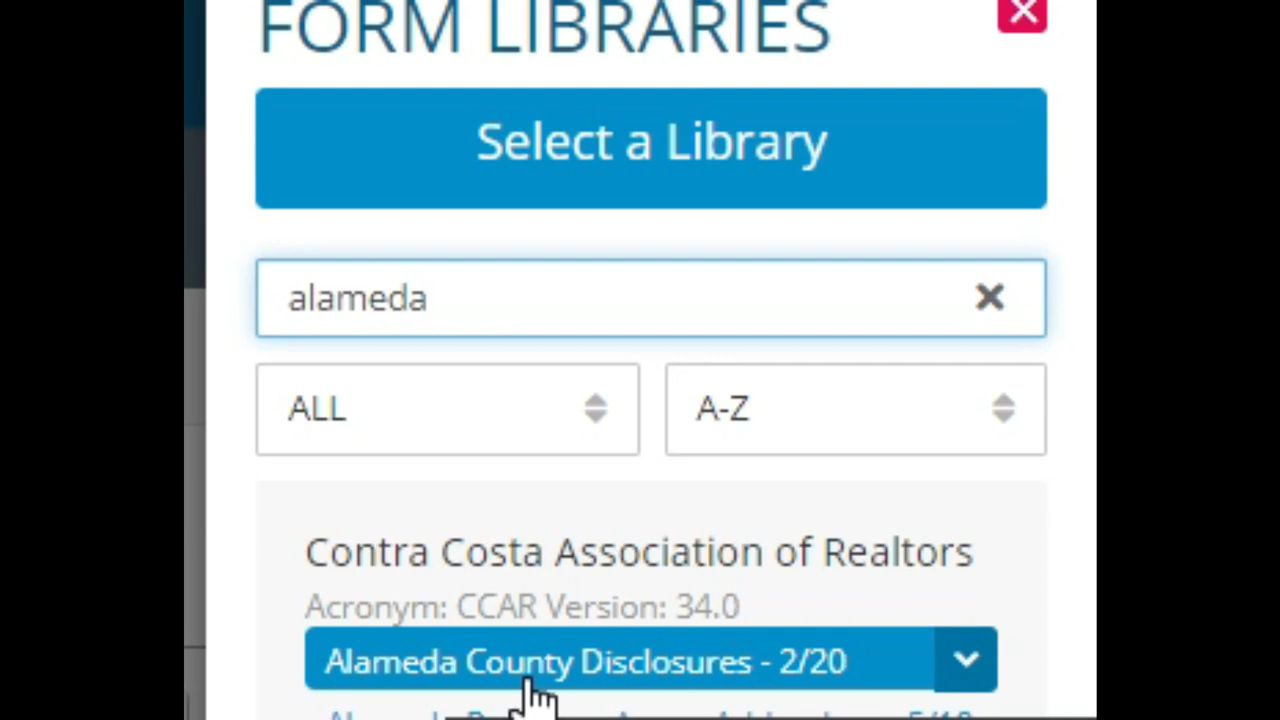 FORM LIBRARIES
Select a Library
alameda
ALL
A-Z
Contra Costa Association of Realtors
Acronym: CCAR Version: 34.0
Alameda County Disclosures - 2/20